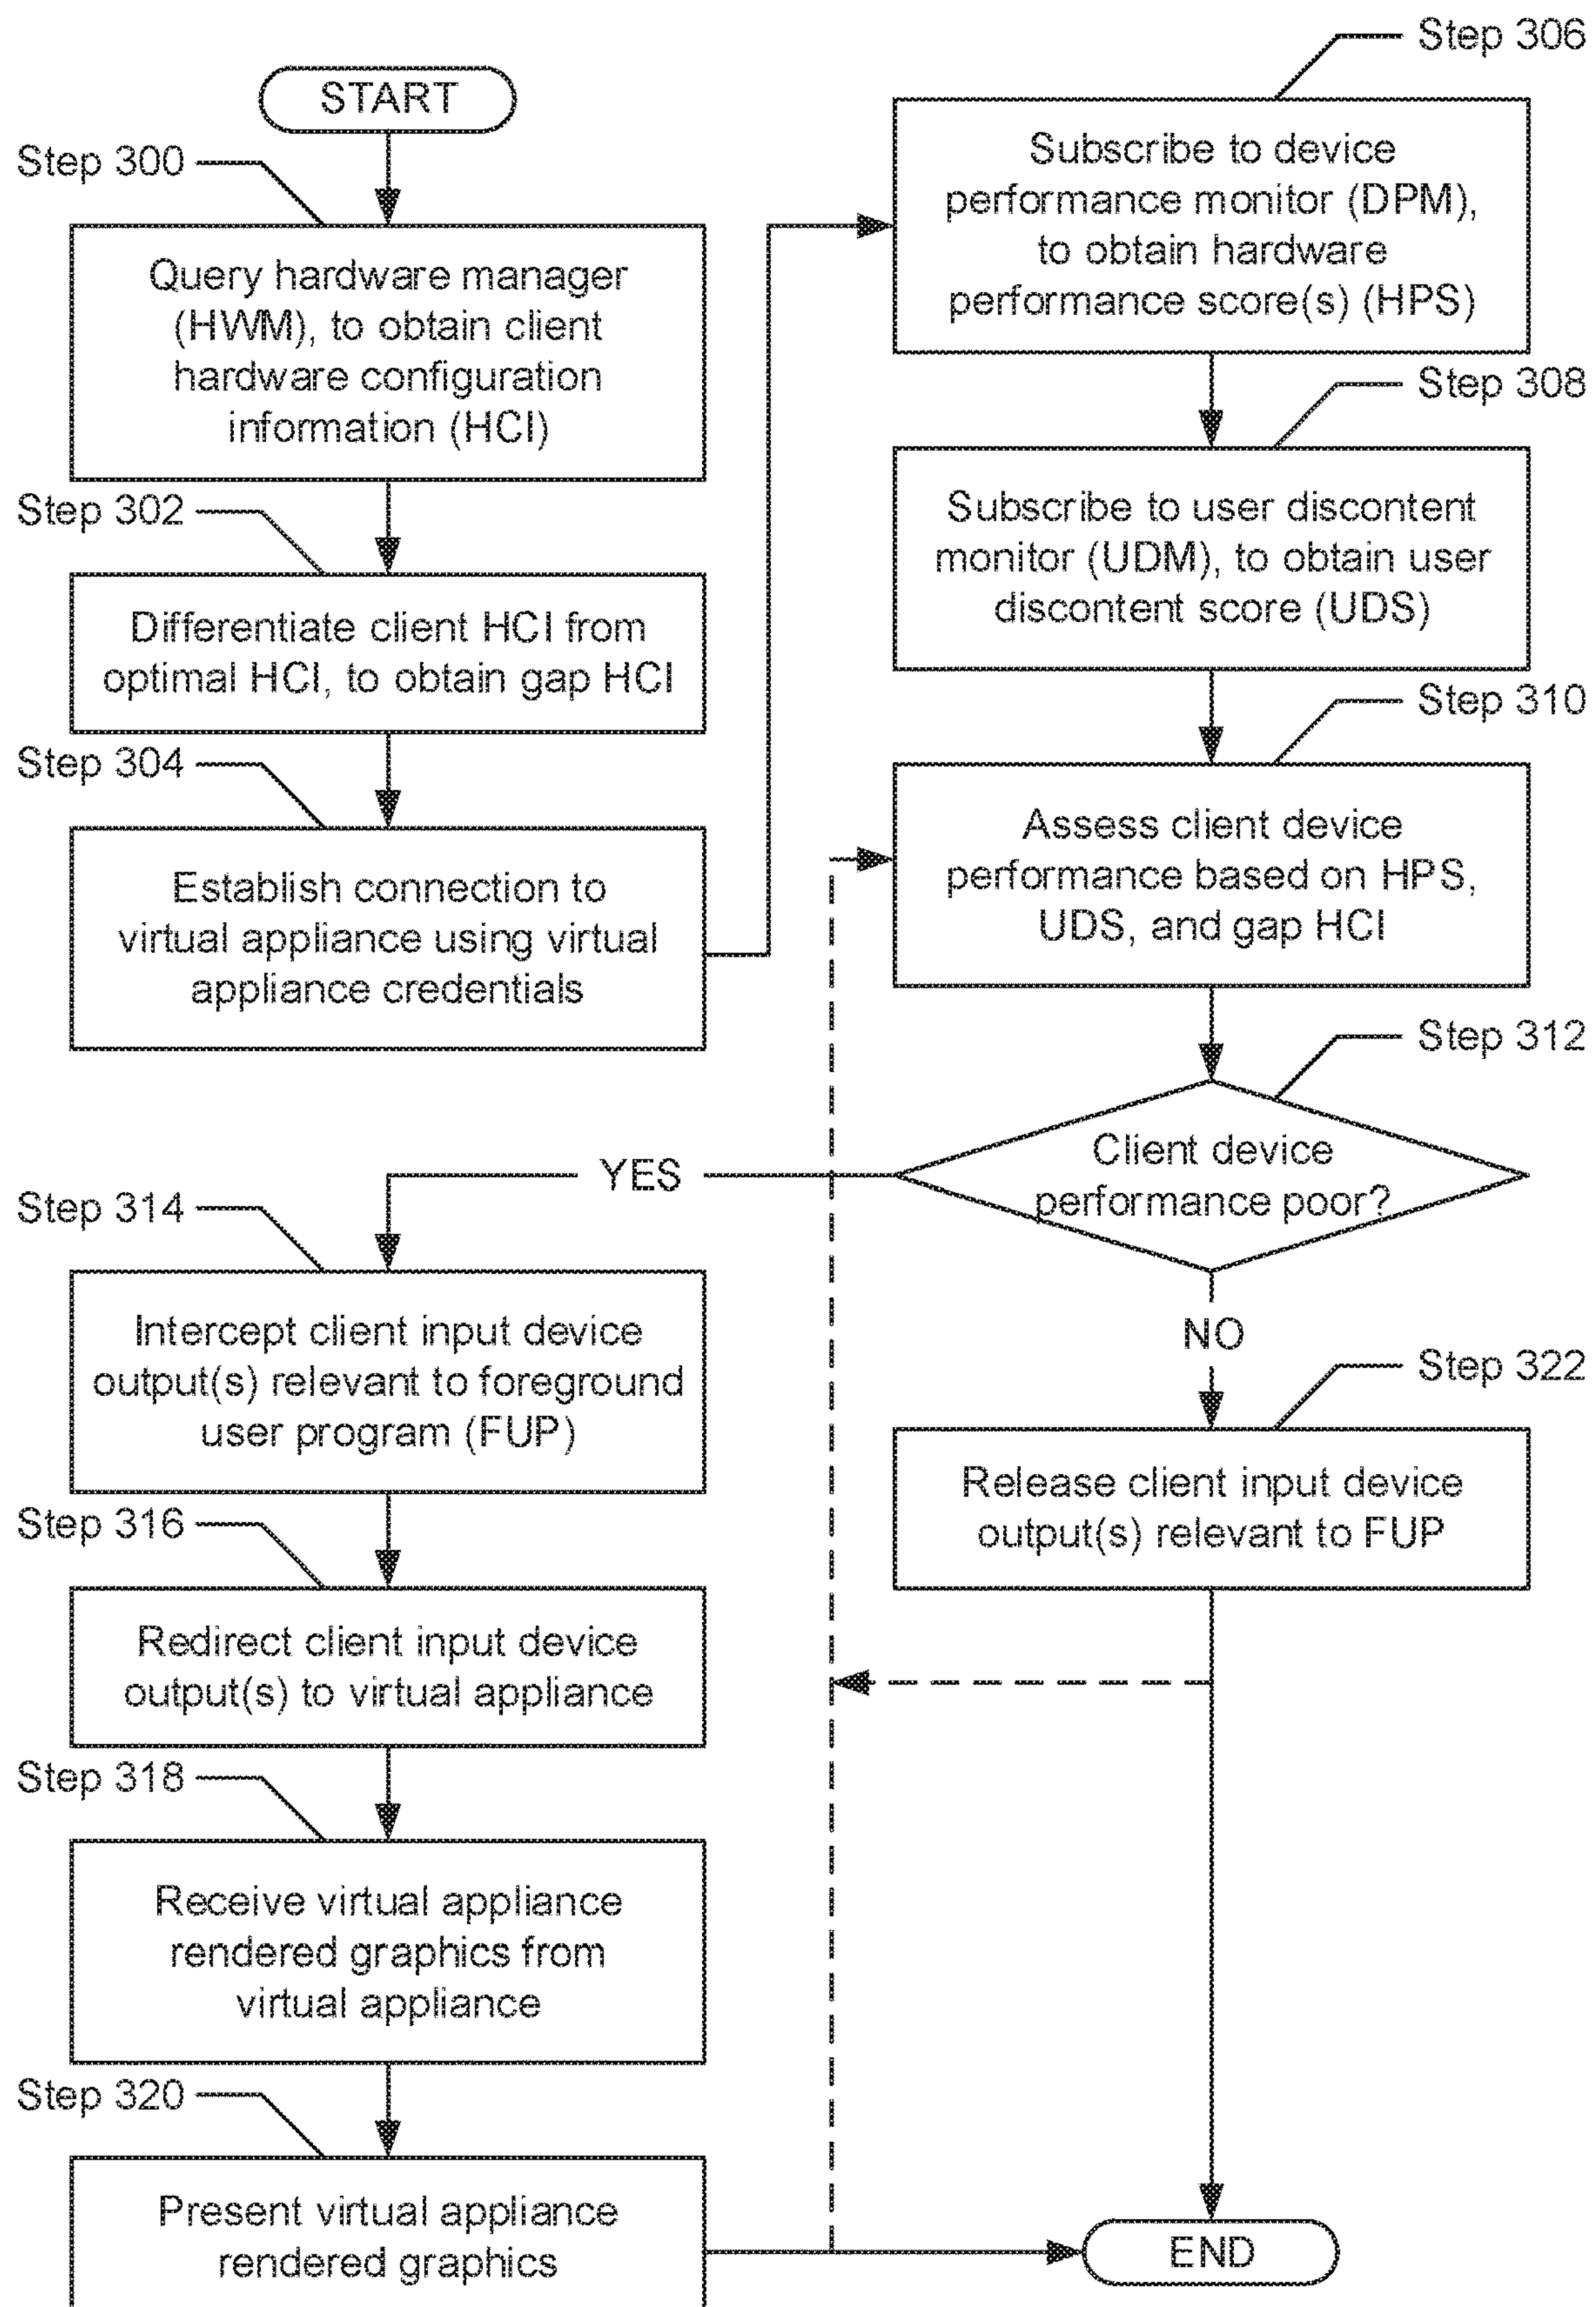 START
Step 300
Query hardware manager
(HWM), to obtain client
hardware configuration
information (HCI)
Step 302
Differentiate client HCI from
optimal HCI, to obtain gap HCI
Step 304
Establish connection to
virtual appliance using virtual
appliance credentials
Step 306
Subscribe to device
performance monitor (DPM),
to obtain hardware
performance score(s) (HPS)
Step 308
Subscribe to user discontent
monitor (UDM), to obtain user
discontent score (UDS)
Step 310
Assess client device
performance based on HPS,
UDS, and gap HCI
Step 312
Client device
performance poor?
YES
Step 314
Intercept client input device
output(s) relevant to foreground
user program (FUP)
Step 316
Redirect client input device
output(s) to virtual appliance
Step 318
Receive virtual appliance
rendered graphics from
virtual appliance
Step 320
Present virtual appliance
rendered graphics
NO
Step 322
Release client input device
output(s) relevant to FUP
END